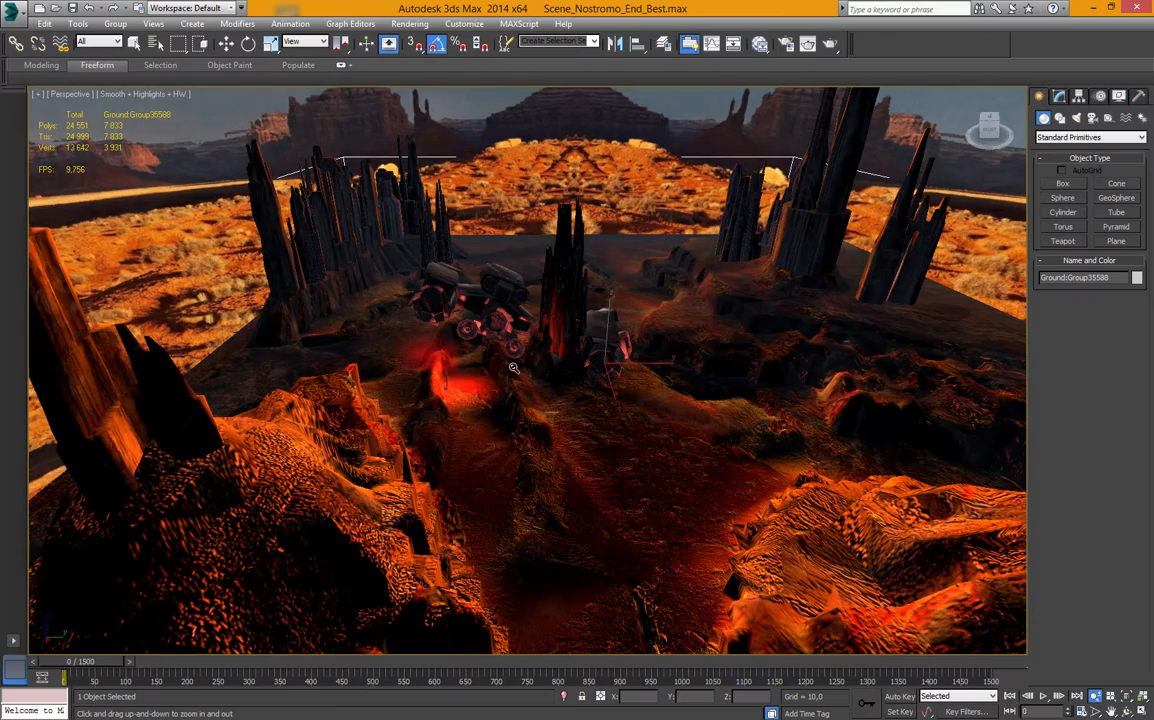 Workspace: Default
Autodesk 3ds Max 2014 x64 Scene_Nostromo_End_Best.max
Type a keyword or phrase
Edit Tools Group Views Create Modifiers Animation Graph Editors Rendering Customize MAXScript Help
All
View
Create Selection Se
Modeling Freeform Selection Object Paint Populate
[ + ] [ Perspective ] [ Smooth + Highlights + HW ]
Total Ground:Group35588
Polys: 24 551 7 833
Tris: 24 999 7 833
Verts: 13 642 3 931
FPS: 9,756
Standard Primitives
Object Type
AutoGrid
Box Cone
Sphere GeoSphere
Cylinder Tube
Torus Pyramid
Teapot Plane
Name and Color
Ground:Group35588
0 / 1500
0 50 100 150 200 250 300 350 400 450 500 550 600 650 700 750 800 850 900 950 1000 1050 1100 1150 1200 1250 1300 1350 1400 1450 1500
1 Object Selected
X: Y: Z:
Grid = 10,0
Auto Key Selected
Welcome to M
Click and drag up-and-down to zoom in and out
Add Time Tag
Set Key Key Filters...
0